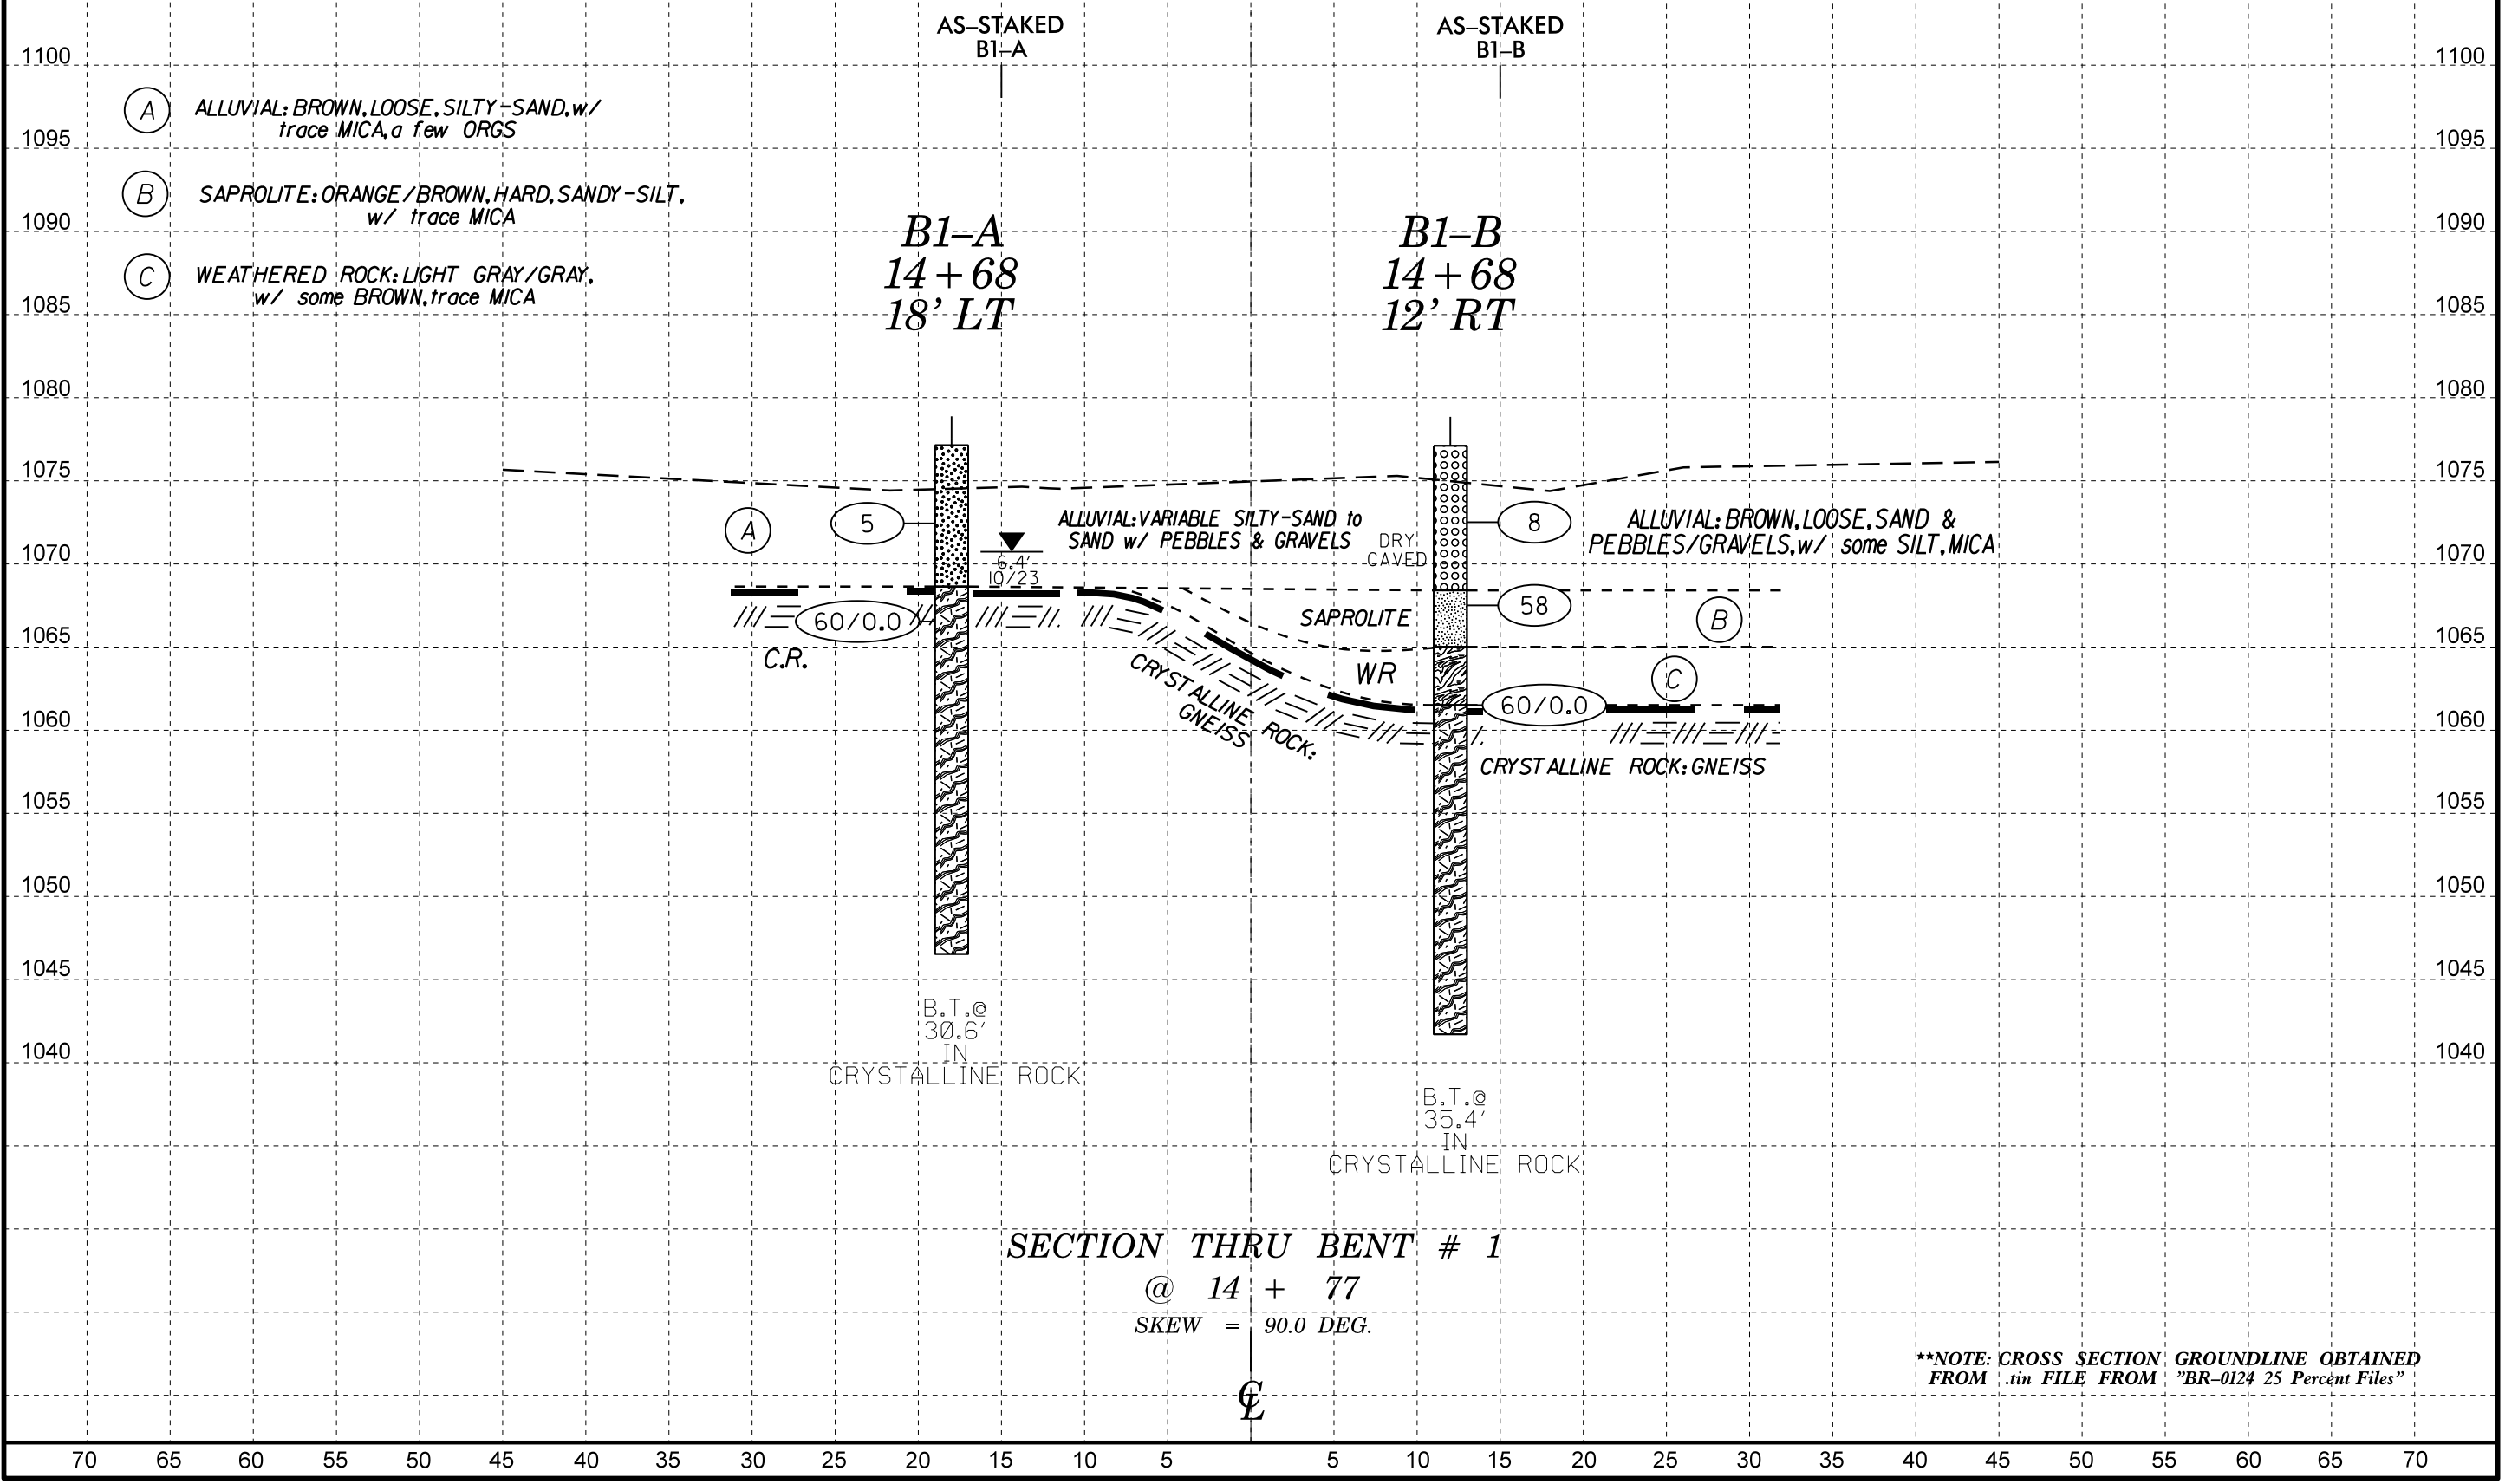 AS–STAKED
B1–A
AS–STAKED
B1–B
1100
1100
A
ALLUVIAL: BROWN, LOOSE, SILTY-SAND, w/
trace MICA, a few ORGS
1095
1095
B
SAPROLITE: ORANGE/BROWN, HARD, SANDY-SILT,
w/ trace MICA
1090
1090
C
WEATHERED ROCK: LIGHT GRAY/GRAY,
w/ some BROWN, trace MICA
1085
1085
B1–A
14+68
18' LT
B1–B
14+68
12' RT
1080
1080
1075
1075
A
5
ALLUVIAL: VARIABLE SILTY-SAND to
SAND w/ PEBBLES & GRAVELS
DRY
CAVED
8
ALLUVIAL: BROWN, LOOSE, SAND &
PEBBLES/GRAVELS, w/ some SILT, MICA
6.4'
10/23
1070
1070
60/0.0
C.R.
SAPROLITE
58
B
1065
1065
WR
C
CRYSTALLINE ROCK:
GNEISS
60/0.0
1060
1060
CRYSTALLINE ROCK: GNEISS
1055
1055
1050
1050
1045
1045
B.T.@
30.6'
IN
CRYSTALLINE ROCK
1040
1040
B.T.@
35.4'
IN
CRYSTALLINE ROCK
SECTION THRU BENT # 1
@ 14 + 77
SKEW = 90.0 DEG.
**NOTE: CROSS SECTION GROUNDLINE OBTAINED
FROM .tin FILE FROM "BR–0124 25 Percent Files"
℄
70 65 60 55 50 45 40 35 30 25 20 15 10 5 5 10 15 20 25 30 35 40 45 50 55 60 65 70